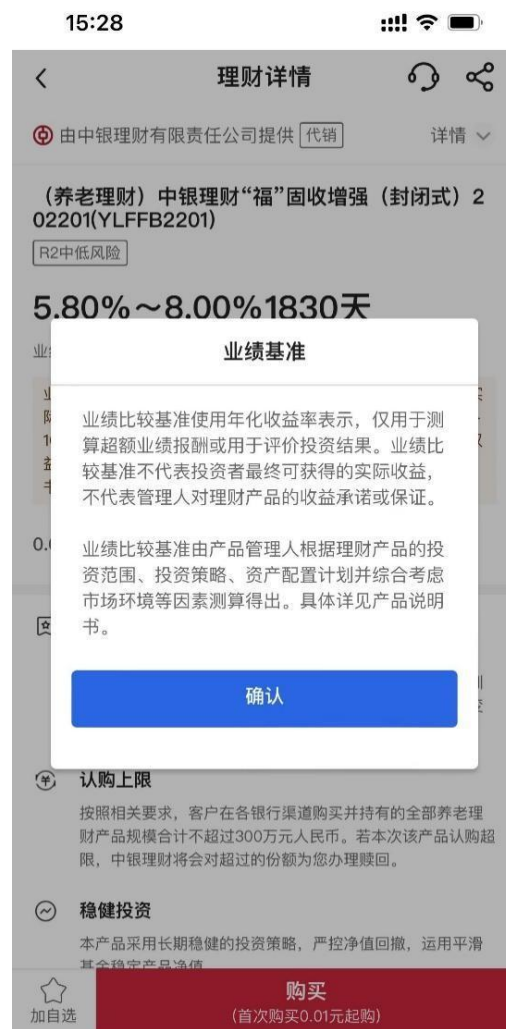 15:28
理财详情
由中银理财有限责任公司提供 代销 详情
（养老理财）中银理财“福”固收增强（封闭式）2
02201(YLFFB2201)
R2中低风险
5.80%～8.00%1830天
业绩基准
业绩比较基准使用年化收益率表示，仅用于测
算超额业绩报酬或用于评价投资结果。业绩比
较基准不代表投资者最终可获得的实际收益，
不代表管理人对理财产品的收益承诺或保证。
业绩比较基准由产品管理人根据理财产品的投
资范围、投资策略、资产配置计划并综合考虑
市场环境等因素测算得出。具体详见产品说明
书。
确认
认购上限
按照相关要求，客户在各银行渠道购买并持有的全部养老理
财产品规模合计不超过300万元人民币。若本次该产品认购超
限，中银理财将会对超过的份额为您办理赎回。
稳健投资
本产品采用长期稳健的投资策略，严控净值回撤，运用平滑
基金稳定产品净值
加自选
购买
(首次购买0.01元起购)